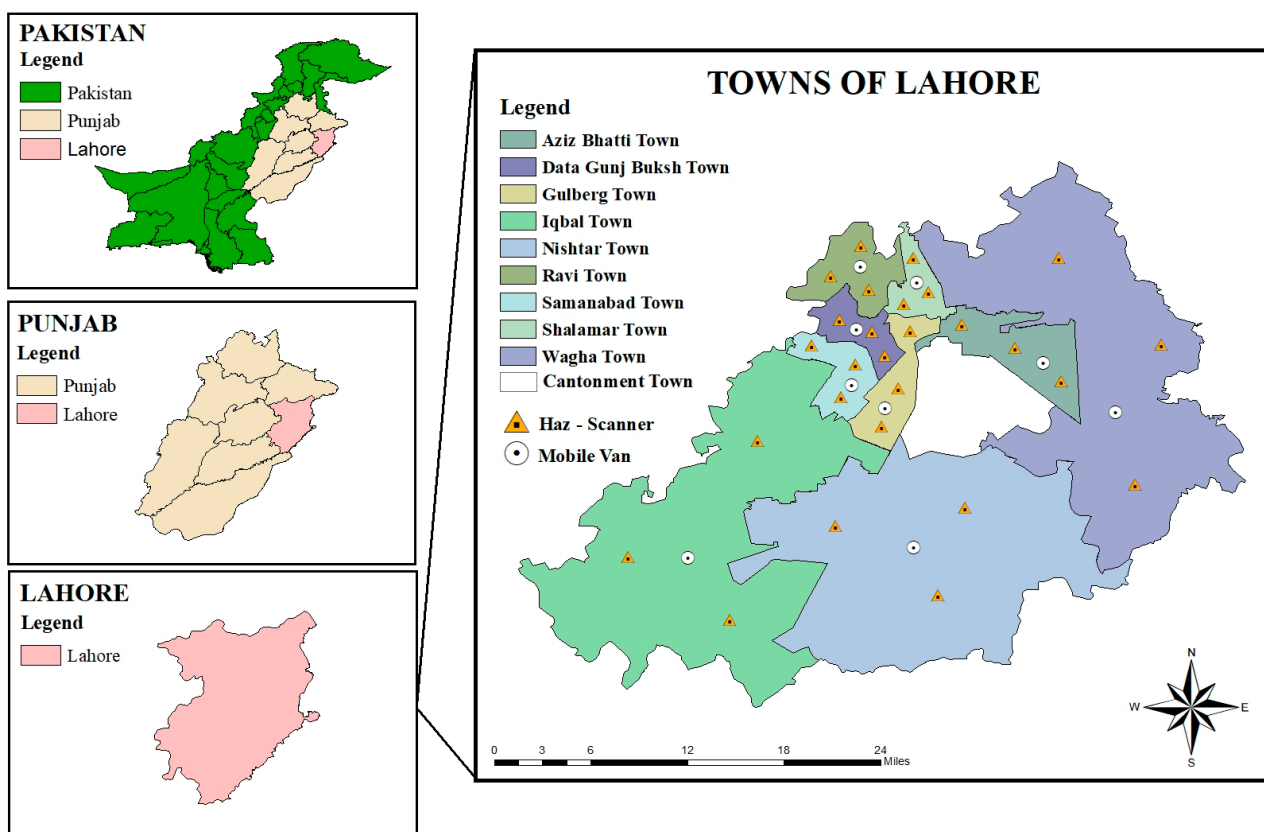 PAKISTAN
Legend
Pakistan
Punjab
Lahore
PUNJAB
Legend
Punjab
Lahore
LAHORE
Legend
Lahore
TOWNS OF LAHORE
Legend
Aziz Bhatti Town
Data Gunj Buksh Town
Gulberg Town
Iqbal Town
Nishtar Town
Ravi Town
Samanabad Town
Shalamar Town
Wagha Town
Cantonment Town
Haz - Scanner
Mobile Van
N
W E
S
0 3 6 12 18 24
Miles